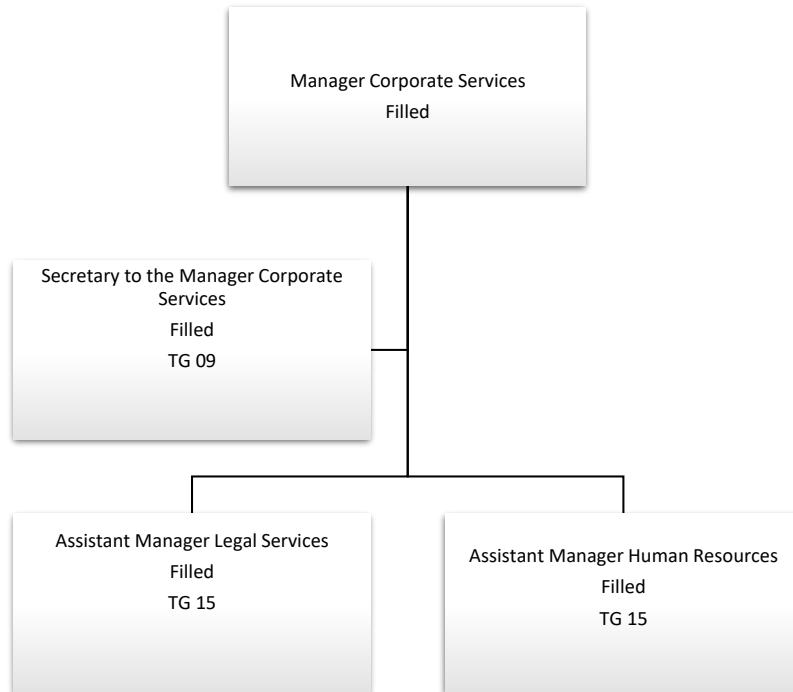 Manager Corporate Services
Filled
Secretary to the Manager Corporate
Services
Filled
TG 09
Assistant Manager Legal Services
Filled
TG 15
Assistant Manager Human Resources
Filled
TG 15